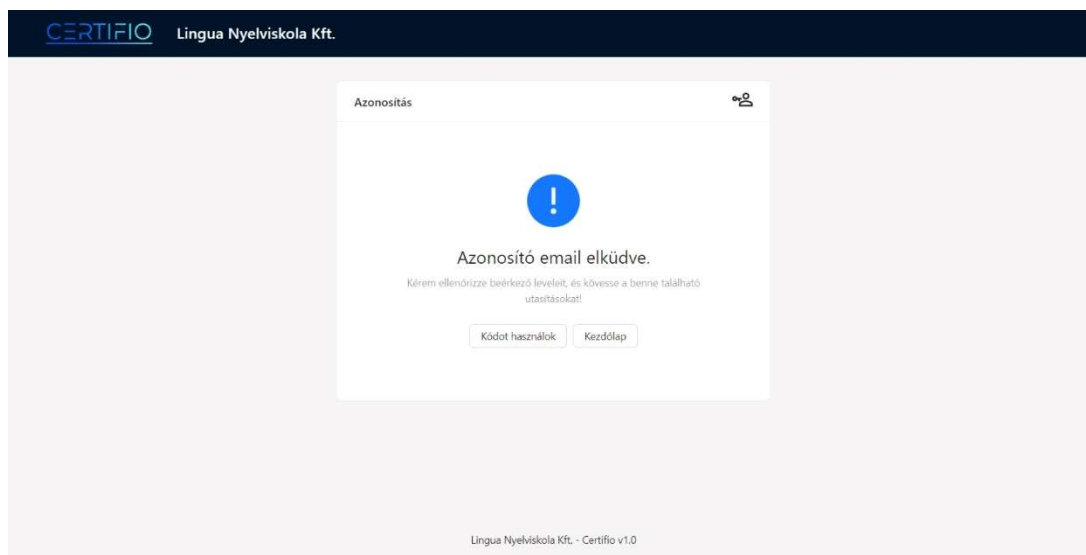 CERTIFIO Lingua Nyelviskola Kft.
Azonosítás
Azonosító email elküdve.
Kérem ellenőrizze beérkező leveleit, és kövesse a benne található
utasításokat!
Kódot használok Kezdőlap
Lingua Nyelviskola Kft. - Certifio v1.0